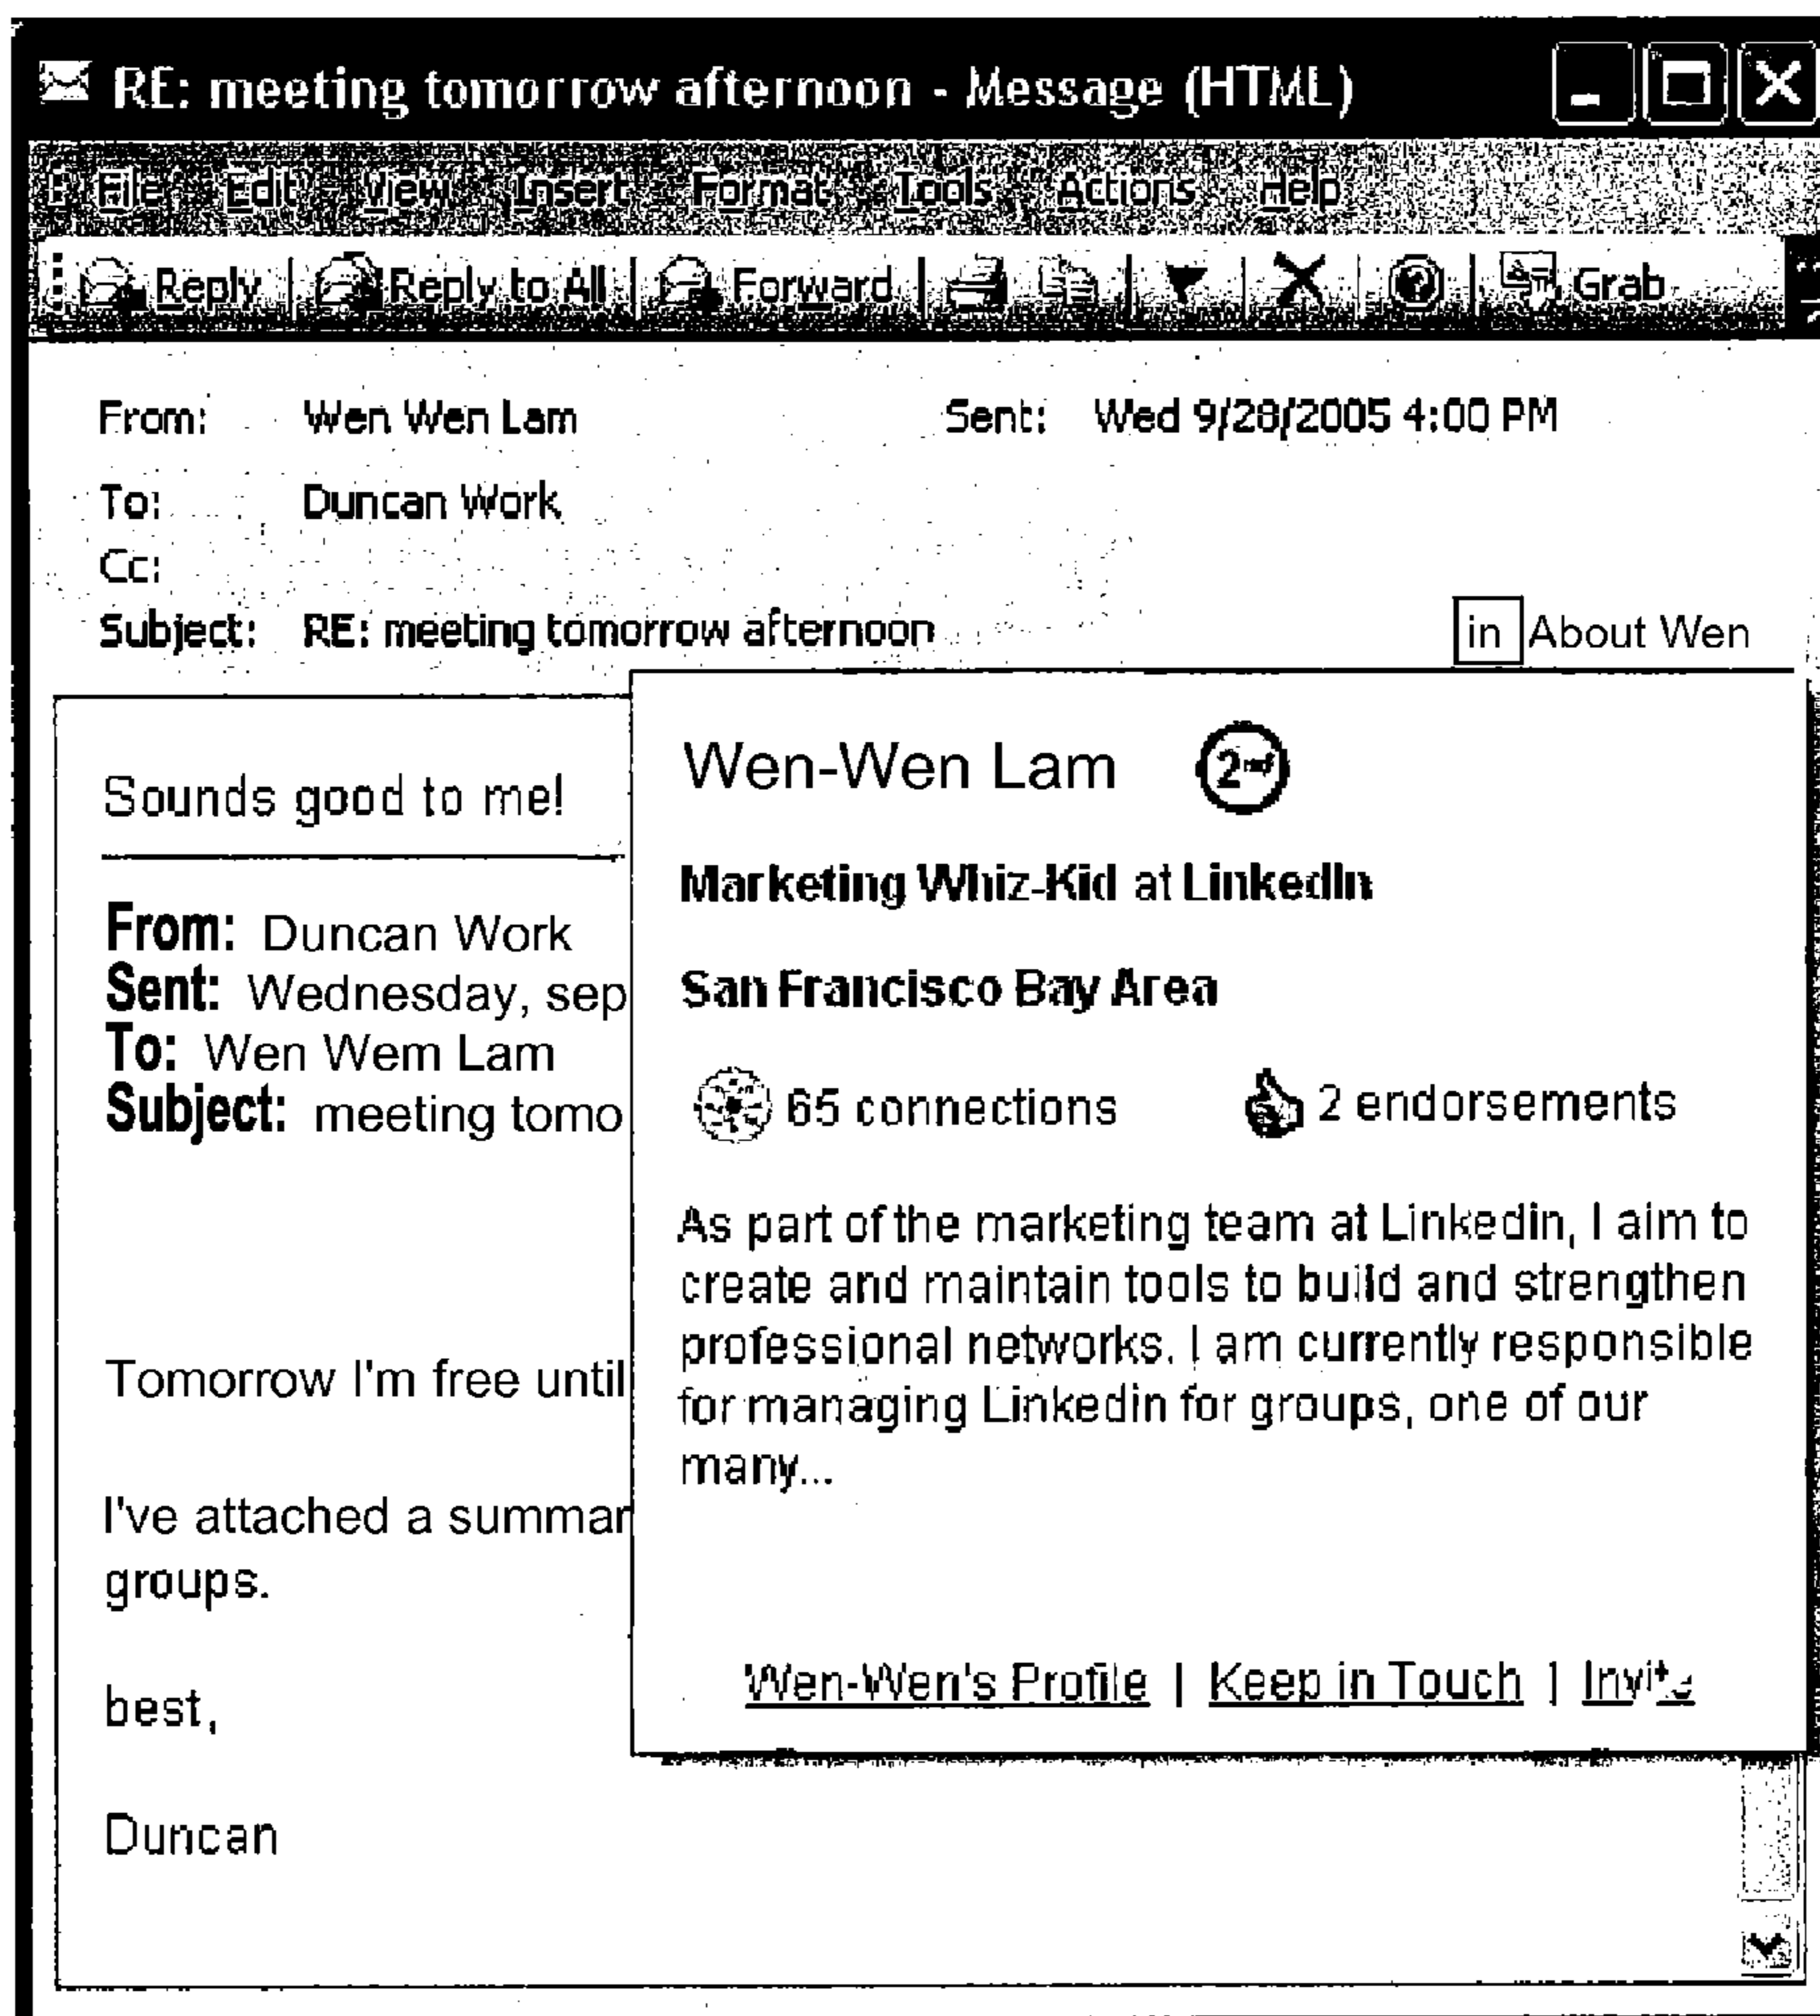 RE: meeting tomorrow afternoon - Message (HTML)
File Edit View Insert Format Tools Actions Help
Reply Reply to All Forward Grab
From: Wen Wen Lam Sent: Wed 9/28/2005 4:00 PM
To: Duncan Work
Cc:
Subject: RE: meeting tomorrow afternoon
in About Wen
Sounds good to me!
From: Duncan Work
Sent: Wednesday, sep
To: Wen Wem Lam
Subject: meeting tomo
Tomorrow I'm free until
I've attached a summar
groups.
best,
Duncan
Wen-Wen Lam 2nd
Marketing Whiz-Kid at LinkedIn
San Francisco Bay Area
65 connections 2 endorsements
As part of the marketing team at Linkedin, I aim to
create and maintain tools to build and strengthen
professional networks. I am currently responsible
for managing Linkedin for groups, one of our
many...
Wen-Wen's Profile | Keep in Touch | Invite